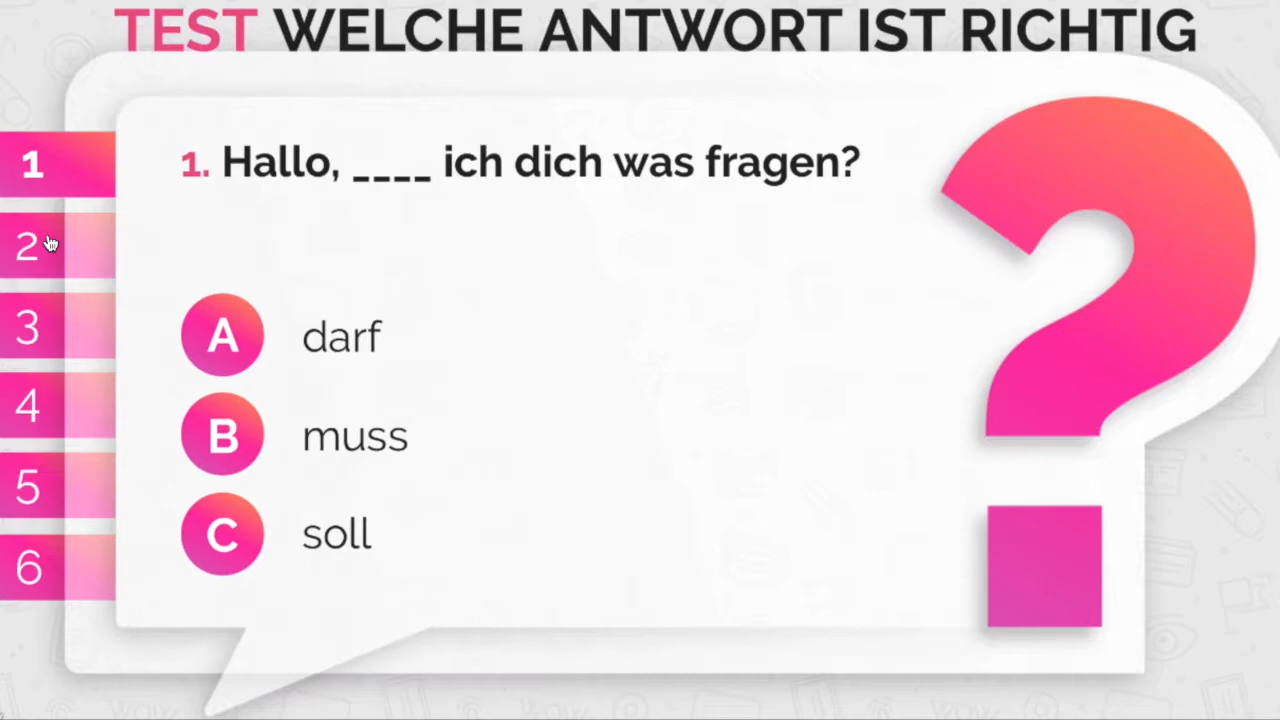 TEST WELCHE ANTWORT IST RICHTIG
1
1. Hallo, ____ ich dich was fragen?
2
3
A darf
4
B muss
5
C soll
6